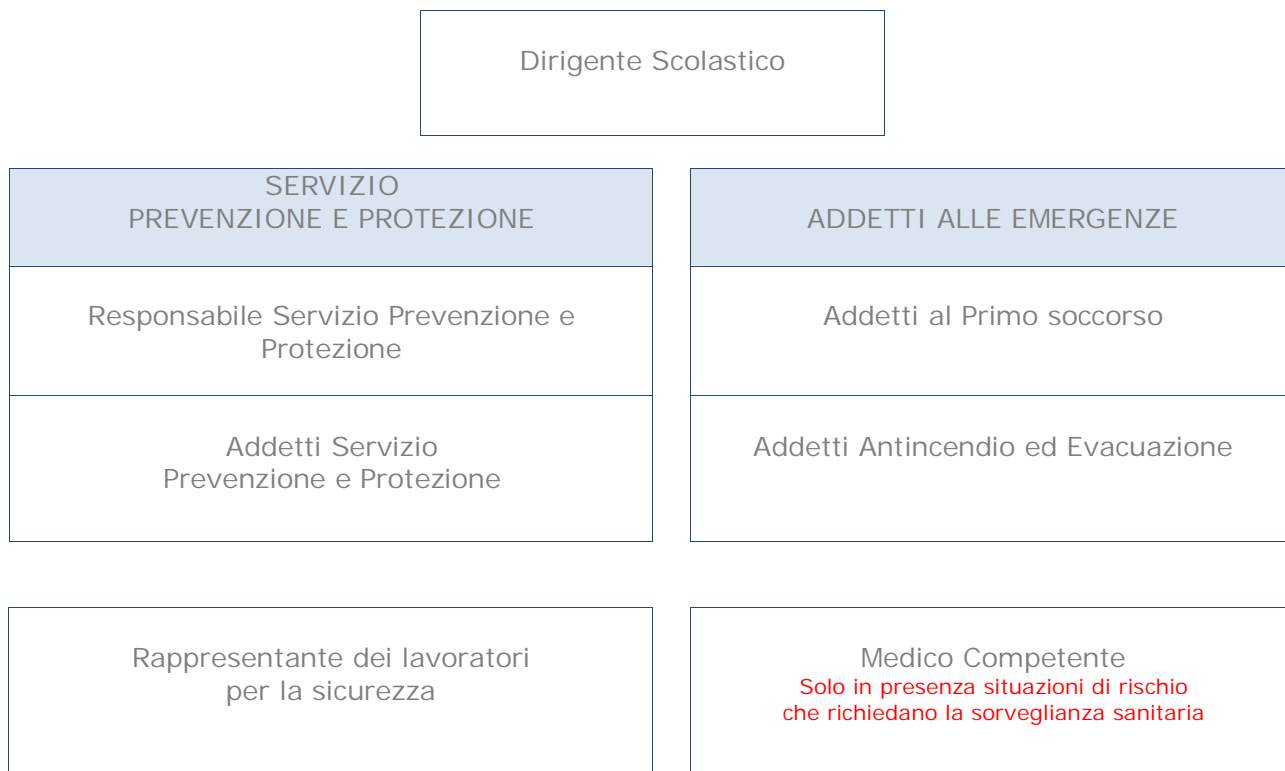 Dirigente Scolastico
SERVIZIO
PREVENZIONE E PROTEZIONE
Responsabile Servizio Prevenzione e
Protezione
Addetti Servizio
Prevenzione e Protezione
ADDETTI ALLE EMERGENZE
Addetti al Primo soccorso
Addetti Antincendio ed Evacuazione
Rappresentante dei lavoratori
per la sicurezza
Medico Competente
Solo in presenza situazioni di rischio
che richiedano la sorveglianza sanitaria